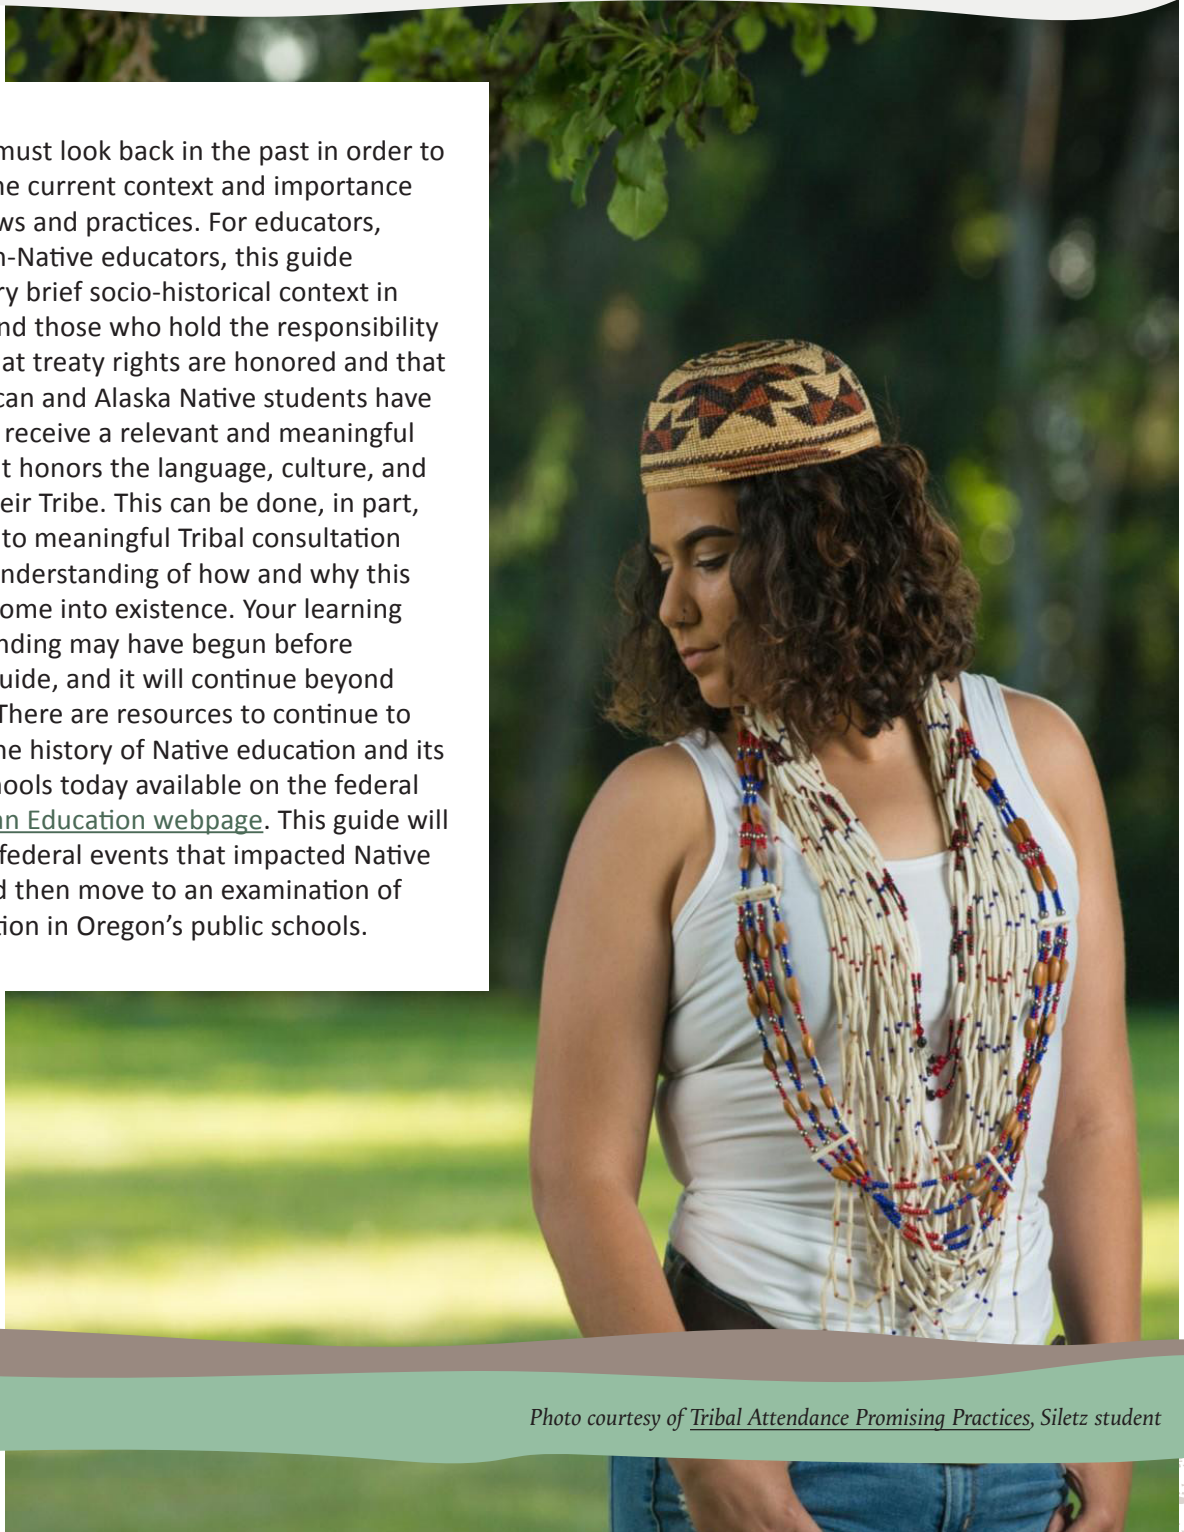 must look back in the past in order to
he current context and importance
ws and practices. For educators,
n-Native educators, this guide
ry brief socio-historical context in
nd those who hold the responsibility
at treaty rights are honored and that
can and Alaska Native students have
receive a relevant and meaningful
t honors the language, culture, and
eir Tribe. This can be done, in part,
to meaningful Tribal consultation
nderstanding of how and why this
ome into existence. Your learning
nding may have begun before
uide, and it will continue beyond
There are resources to continue to
he history of Native education and its
hools today available on the federal
an Education webpage. This guide will
federal events that impacted Native
d then move to an examination of
tion in Oregon’s public schools.
Photo courtesy of Tribal Attendance Promising Practices, Siletz student